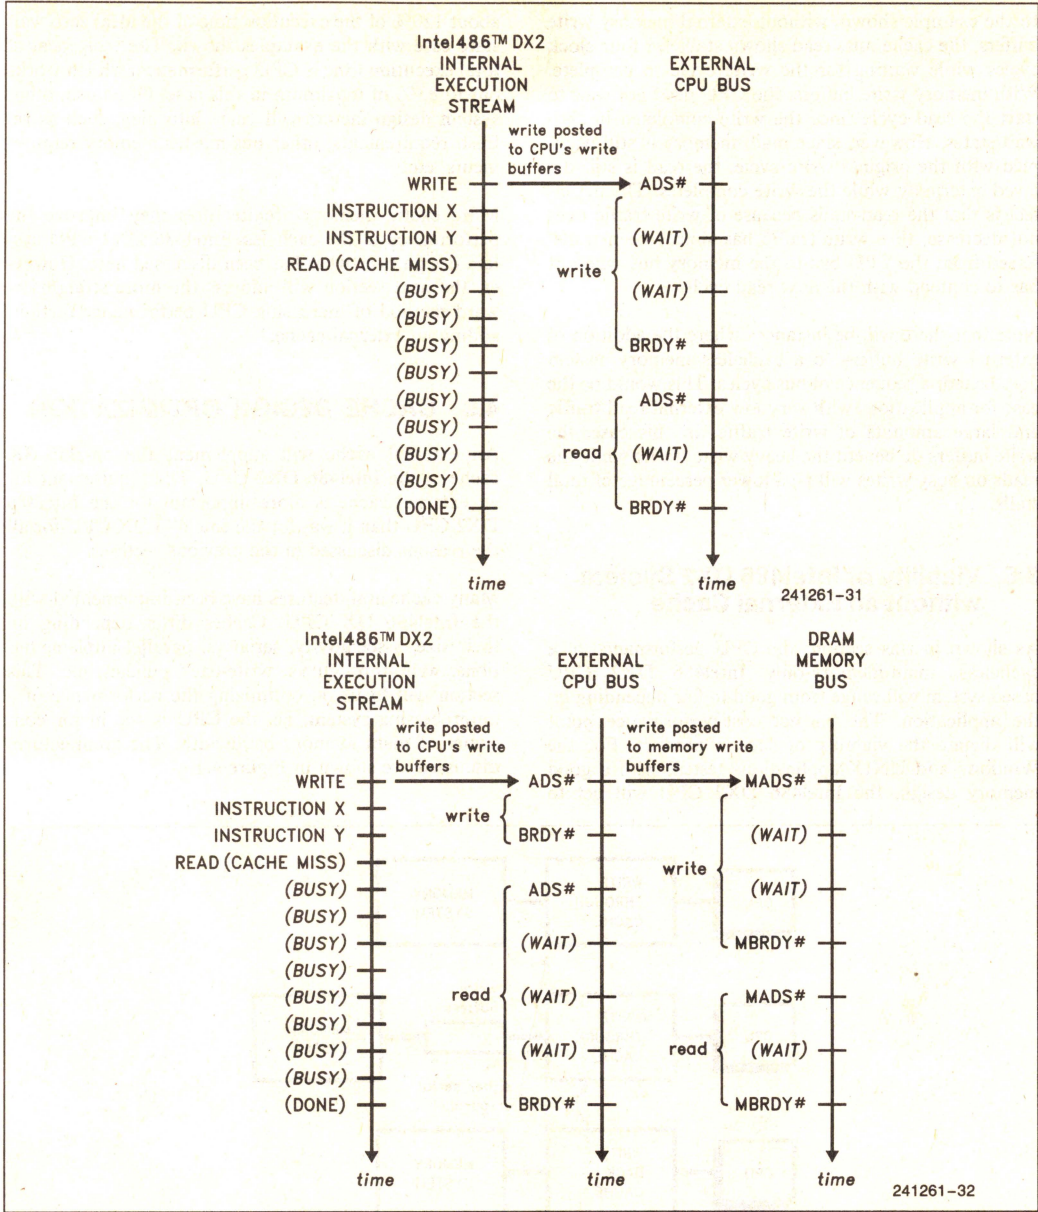 Intel486™ DX2
INTERNAL
EXECUTION
STREAM
EXTERNAL
CPU BUS
write posted
to CPU's write
buffers
WRITE
ADS#
INSTRUCTION X
INSTRUCTION Y
(WAIT)
READ (CACHE MISS)
write
(BUSY)
(WAIT)
(BUSY)
(BUSY)
BRDY#
(BUSY)
(BUSY)
ADS#
(BUSY)
(BUSY)
read
(WAIT)
(BUSY)
(DONE)
BRDY#
time
time
241261-31
Intel486™ DX2
INTERNAL
EXECUTION
STREAM
EXTERNAL
CPU BUS
DRAM
MEMORY
BUS
write posted
to CPU's write
buffers
write posted
to memory write
buffers
WRITE
ADS#
MADS#
INSTRUCTION X
write
INSTRUCTION Y
BRDY#
(WAIT)
READ (CACHE MISS)
write
(BUSY)
ADS#
(WAIT)
(BUSY)
(BUSY)
(WAIT)
MBRDY#
(BUSY)
(BUSY)
read
(WAIT)
MADS#
(BUSY)
(BUSY)
(WAIT)
read
(WAIT)
(BUSY)
(DONE)
BRDY#
MBRDY#
time
time
time
241261-32